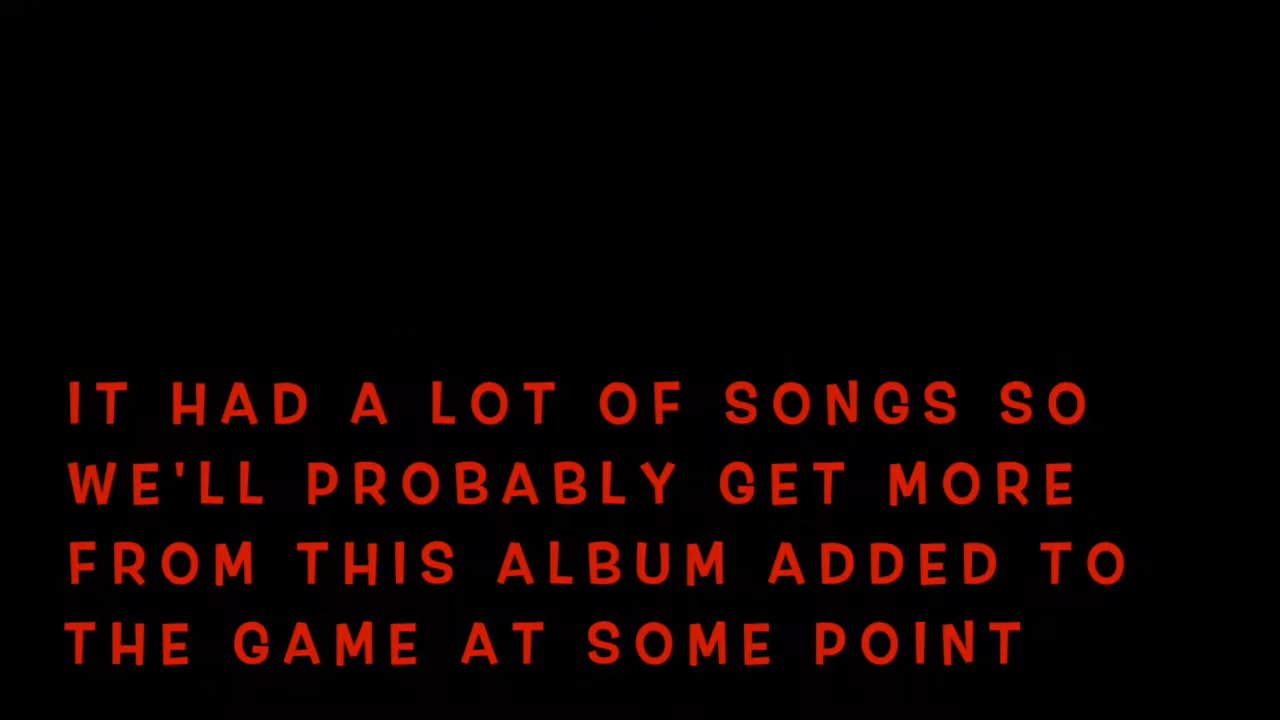 IT HAD A LOT OF SONGS SO
WE'LL PROBABLY GET MORE
FROM THIS ALBUM ADDED TO
THE GAME AT SOME POINT